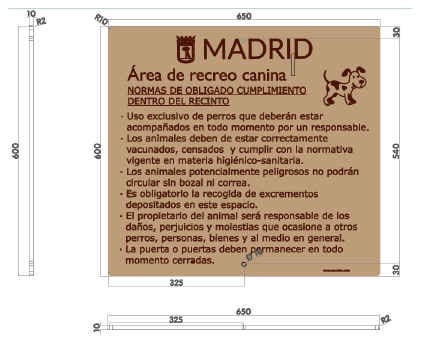 10
R2
R10
650
30
MADRID
Área de recreo canina
NORMAS DE OBLIGADO CUMPLIMIENTO
DENTRO DEL RECINTO
· Uso exclusivo de perros que deberán estar
acompañados en todo momento por un responsable.
· Los animales deben de estar correctamente
vacunados, censados y cumplir con la normativa
vigente en materia higiénico-sanitaria.
· Los animales potencialmente peligrosos no podrán
circular sin bozal ni correa.
· Es obligatorio la recogida de excrementos
depositados en este espacio.
· El propietario del animal será responsable de los
daños, perjuicios y molestias que ocasione a otros
perros, personas, bienes y al medio en general.
· La puerta o puertas deben permanecer en todo
momento cerradas.
600
600
540
30
325
650
325
R2
10